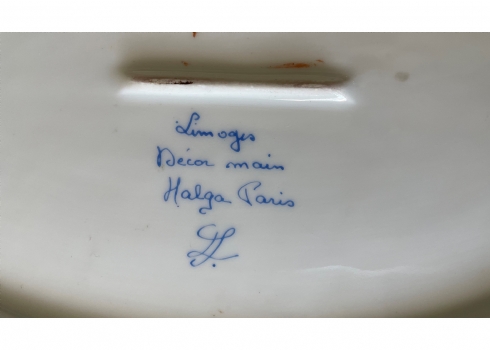 Limoges
Décor main
Halga Paris